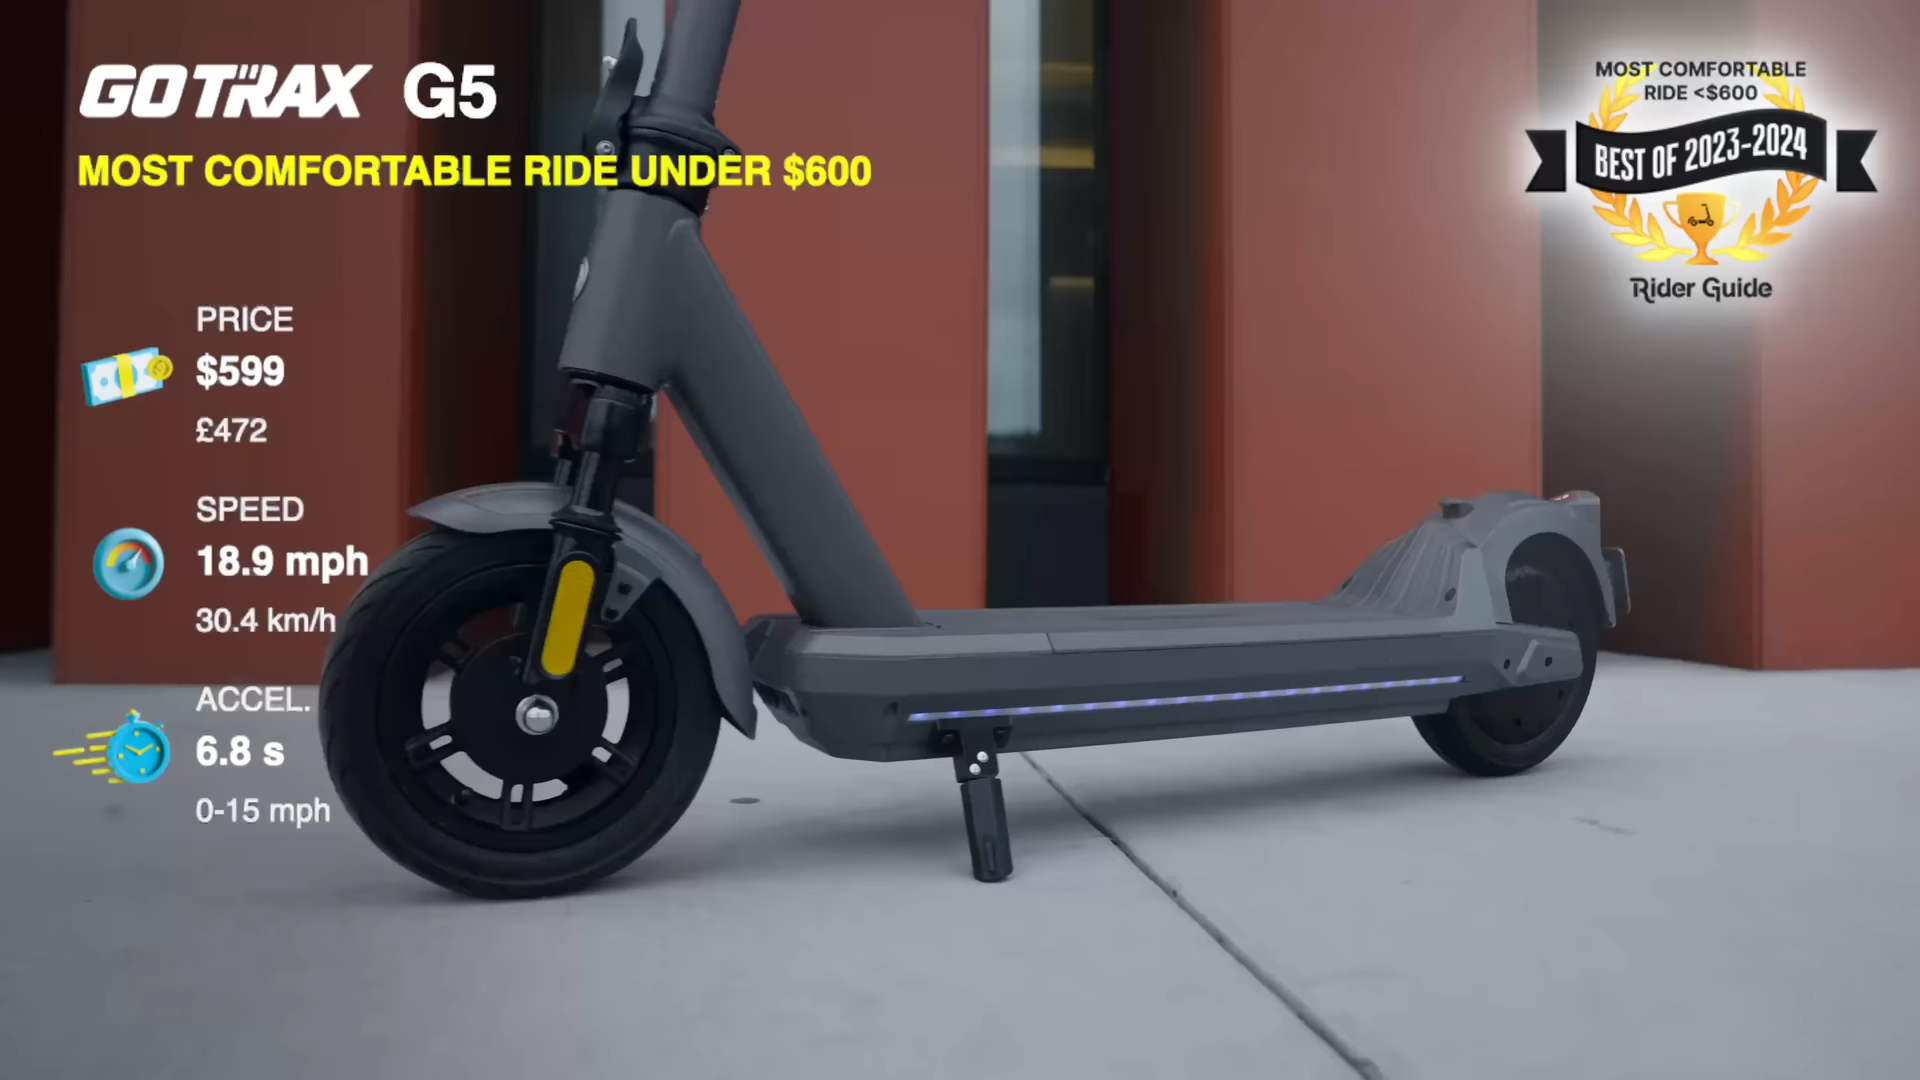 GOTRAX G5
MOST COMFORTABLE RIDE UNDER $600
PRICE
$599
£472
SPEED
18.9 mph
30.4 km/h
ACCEL.
6.8 s
0-15 mph
MOST COMFORTABLE
RIDE <$600
BEST OF 2023-2024
Rider Guide